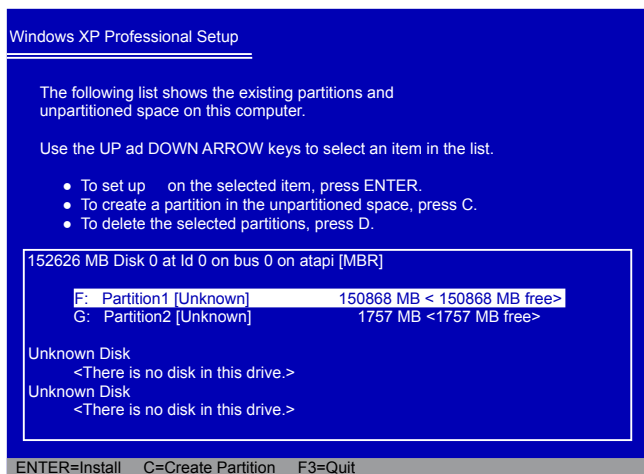 Windows XP Professional Setup
The following list shows the existing partitions and
unpartitioned space on this computer.
Use the UP ad DOWN ARROW keys to select an item in the list.
● To set up on the selected item, press ENTER.
● To create a partition in the unpartitioned space, press C.
● To delete the selected partitions, press D.
152626 MB Disk 0 at Id 0 on bus 0 on atapi [MBR]
F: Partition1 [Unknown] 150868 MB < 150868 MB free>
G: Partition2 [Unknown] 1757 MB <1757 MB free>
Unknown Disk
<There is no disk in this drive.>
Unknown Disk
<There is no disk in this drive.>
ENTER=Install C=Create Partition F3=Quit